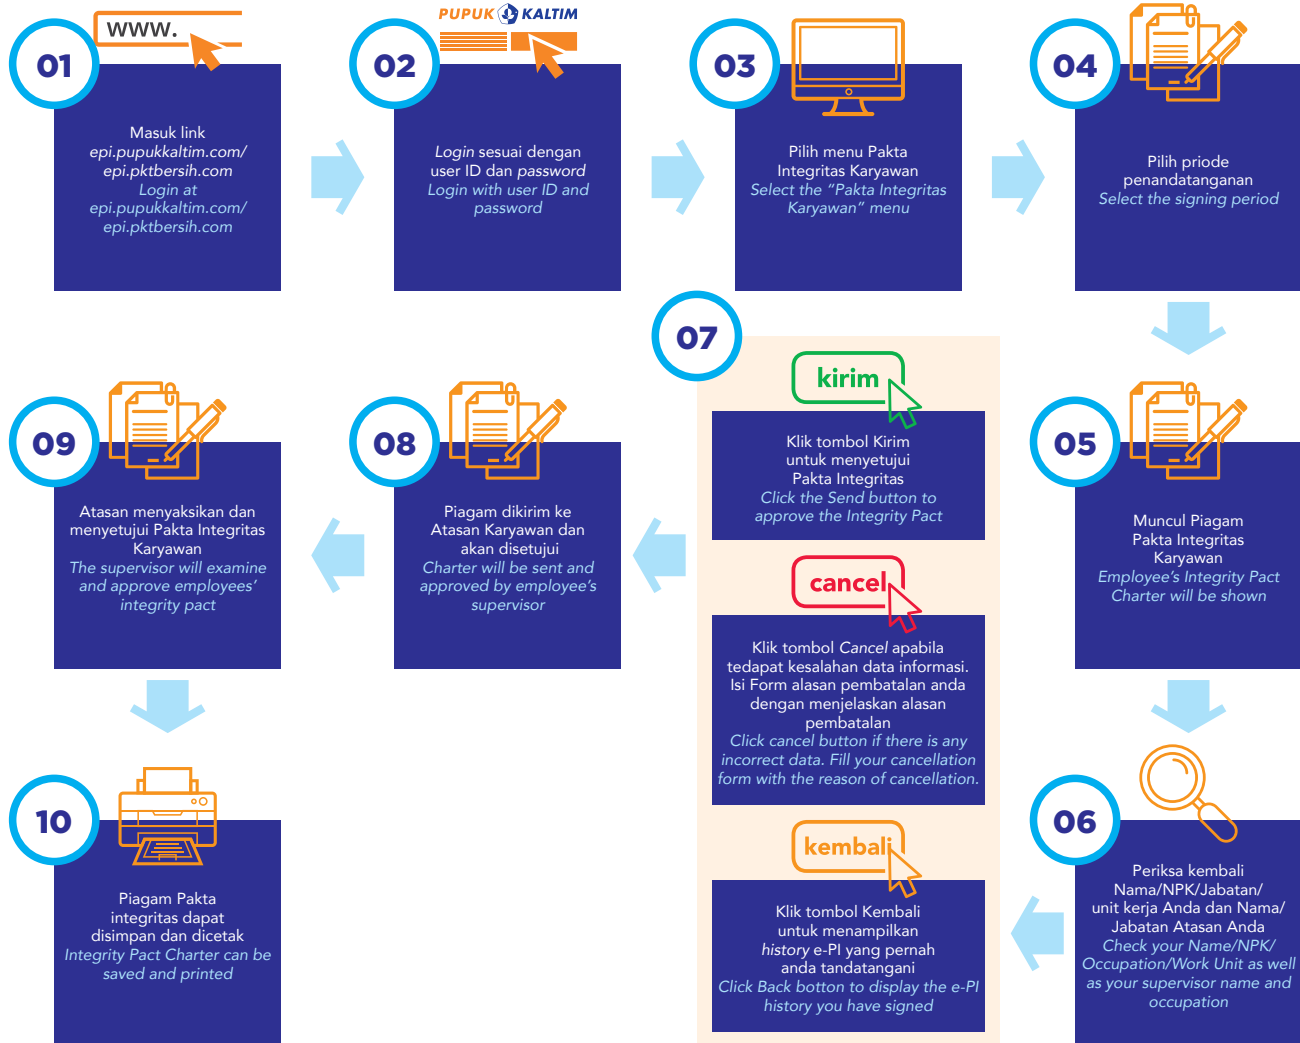 01
www.
Masuk link
epi.pupukkaltim.com/
epi.pktbersih.com
Login at
epi.pupukkaltim.com/
epi.pktbersih.com
02
PUPUK KALTIM
Login sesuai dengan
user ID dan password
Login with user ID and
password
03
Pilih menu Pakta
Integritas Karyawan
Select the “Pakta Integritas
Karyawan” menu
04
Pilih priode
penandatanganan
Select the signing period
05
Muncul Piagam
Pakta Integritas
Karyawan
Employee’s Integrity Pact
Charter will be shown
06
Periksa kembali
Nama/NPK/Jabatan/
unit kerja Anda dan Nama/
Jabatan Atasan Anda
Check your Name/NPK/
Occupation/Work Unit as well
as your supervisor name and
occupation
07
kirim
Klik tombol Kirim
untuk menyetujui
Pakta Integritas
Click the Send button to
approve the Integrity Pact
cancel
Klik tombol Cancel apabila
tedapat kesalahan data informasi.
Isi Form alasan pembatalan anda
dengan menjelaskan alasan
pembatalan
Click cancel button if there is any
incorrect data. Fill your cancellation
form with the reason of cancellation.
kembali
Klik tombol Kembali
untuk menampilkan
history e-PI yang pernah
anda tandatangani
Click Back botton to display the e-PI
history you have signed
08
Piagam dikirim ke
Atasan Karyawan dan
akan disetujui
Charter will be sent and
approved by employee’s
supervisor
09
Atasan menyaksikan dan
menyetujui Pakta Integritas
Karyawan
The supervisor will examine
and approve employees’
integrity pact
10
Piagam Pakta
integritas dapat
disimpan dan dicetak
Integrity Pact Charter can be
saved and printed